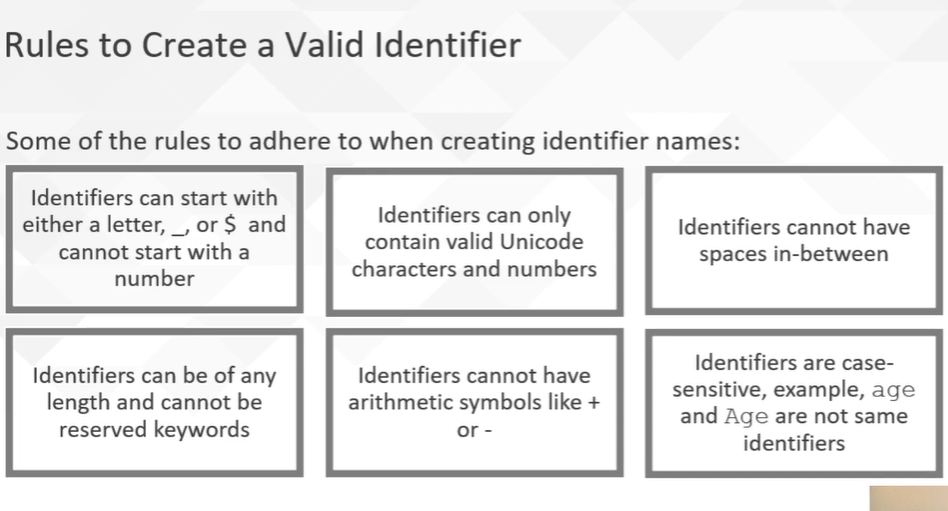 Rules to Create a Valid Identifier
Some of the rules to adhere to when creating identifier names:
Identifiers can start with
either a letter, _, or $ and
cannot start with a
number
Identifiers can only
contain valid Unicode
characters and numbers
Identifiers cannot have
spaces in-between
Identifiers can be of any
length and cannot be
reserved keywords
Identifiers cannot have
arithmetic symbols like +
or -
Identifiers are case-
sensitive, example, age
and Age are not same
identifiers